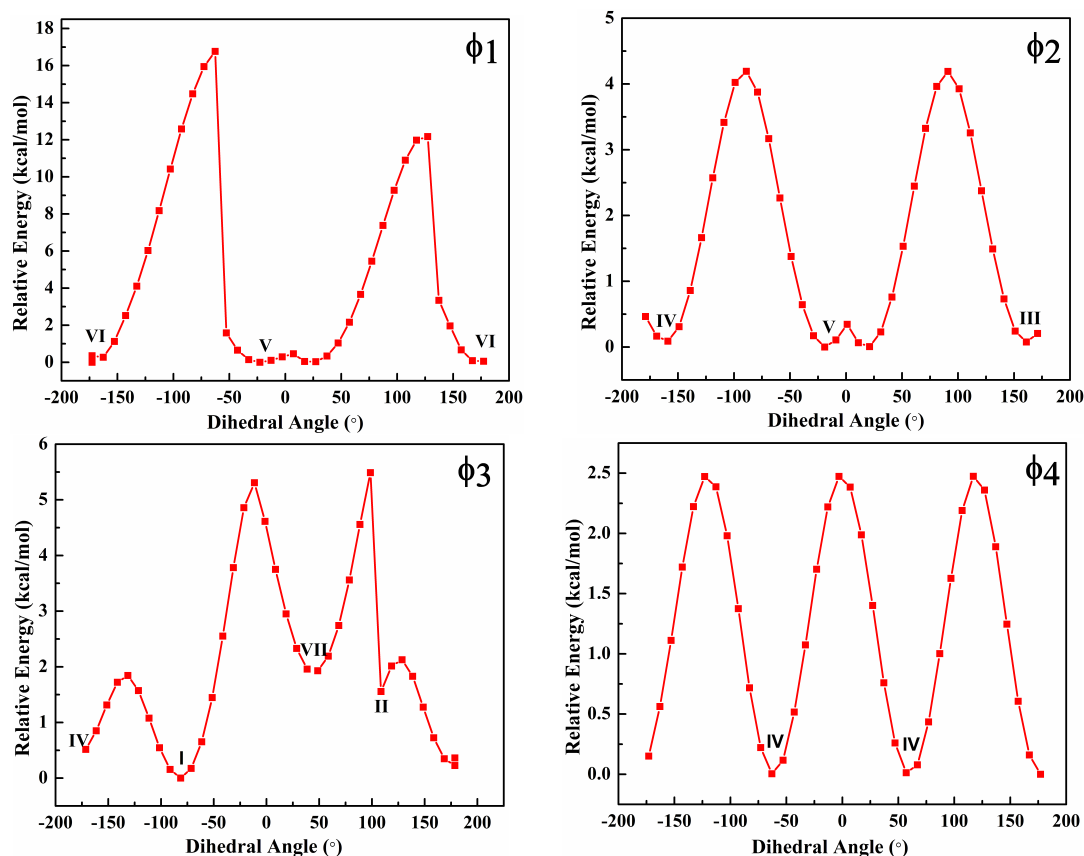 ϕ1
Relative Energy (kcal/mol)
18
16
14
12
10
8
6
4
2
0
VI
V
VI
-200 -150 -100 -50 0 50 100 150 200
Dihedral Angle (°)
ϕ2
Relative Energy (kcal/mol)
5
4
3
2
1
0
IV
V
III
-200 -150 -100 -50 0 50 100 150 200
Dihedral Angle (°)
ϕ3
Relative Energy (kcal/mol)
6
5
4
3
2
1
0
IV
I
VII
II
-200 -150 -100 -50 0 50 100 150 200
Dihedral Angle (°)
ϕ4
Relative Energy (kcal/mol)
2.5
2.0
1.5
1.0
0.5
0.0
IV
IV
-200 -150 -100 -50 0 50 100 150 200
Dihedral Angle (°)